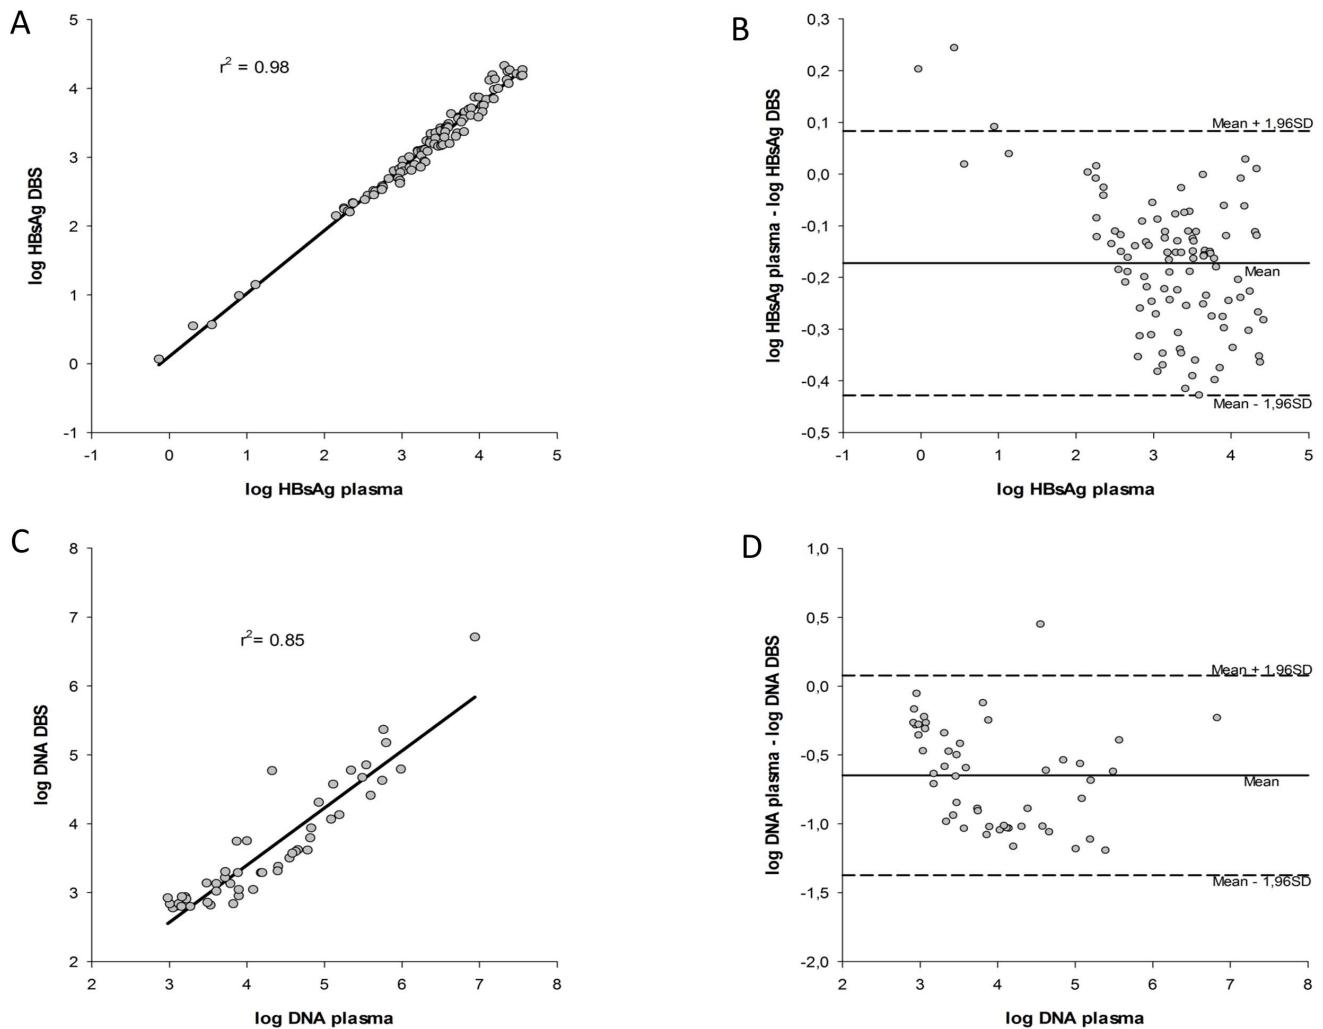 A
5
4
3
2
1
0
-1
-1 0 1 2 3 4 5
log HBsAg DBS
log HBsAg plasma
r² = 0.98
B
0,3
0,2
0,1
0,0
-0,1
-0,2
-0,3
-0,4
-0,5
-1 0 1 2 3 4 5
log HBsAg plasma - log HBsAg DBS
log HBsAg plasma
Mean + 1,96SD
Mean
Mean - 1,96SD
C
8
7
6
5
4
3
2
2 3 4 5 6 7 8
log DNA DBS
log DNA plasma
r²= 0.85
D
1,0
0,5
0,0
-0,5
-1,0
-1,5
-2,0
2 3 4 5 6 7 8
log DNA plasma - log DNA DBS
log DNA plasma
Mean + 1.96SD
Mean
Mean - 1,96SD